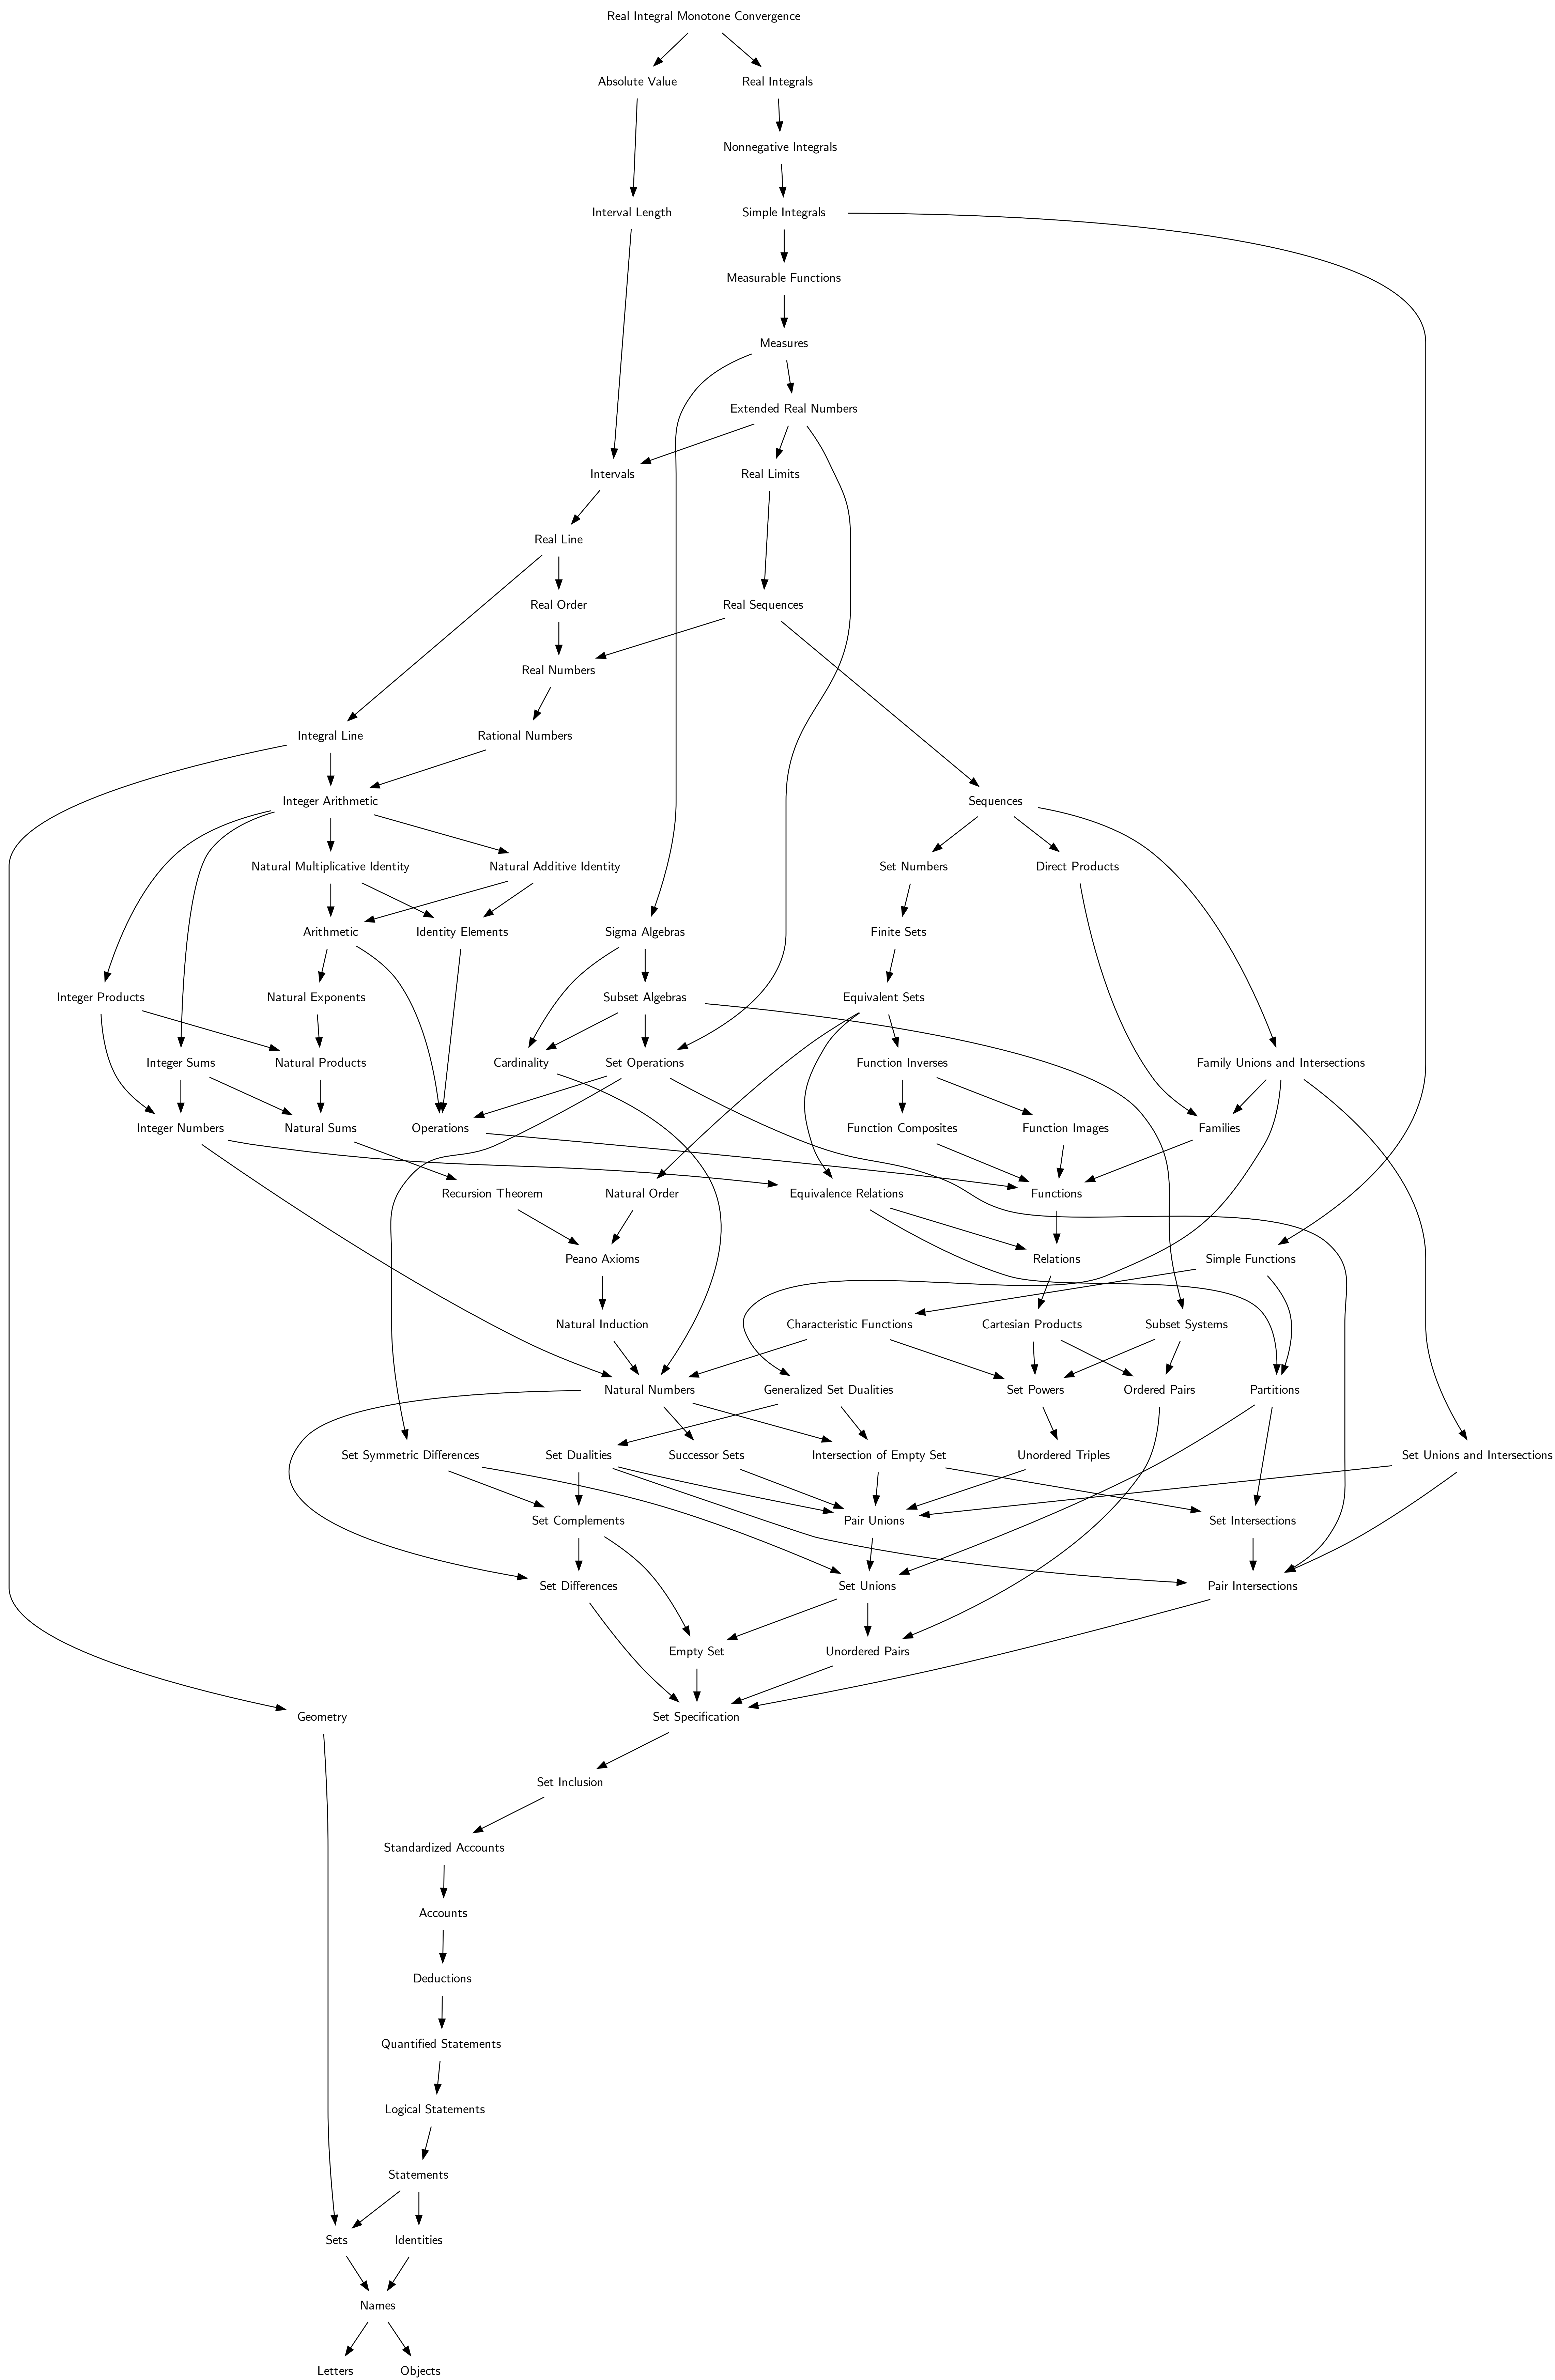 Real Integral Monotone Convergence
Absolute Value
Real Integrals
Nonnegative Integrals
Interval Length
Simple Integrals
Measurable Functions
Measures
Extended Real Numbers
Intervals
Real Limits
Real Line
Real Order
Real Sequences
Real Numbers
Integral Line
Rational Numbers
Integer Arithmetic
Sequences
Natural Multiplicative Identity
Natural Additive Identity
Set Numbers
Direct Products
Arithmetic
Identity Elements
Sigma Algebras
Finite Sets
Integer Products
Natural Exponents
Subset Algebras
Equivalent Sets
Integer Sums
Natural Products
Cardinality
Set Operations
Function Inverses
Family Unions and Intersections
Integer Numbers
Natural Sums
Operations
Function Composites
Function Images
Families
Recursion Theorem
Natural Order
Equivalence Relations
Functions
Peano Axioms
Relations
Simple Functions
Natural Induction
Characteristic Functions
Cartesian Products
Subset Systems
Natural Numbers
Generalized Set Dualities
Set Powers
Ordered Pairs
Partitions
Set Symmetric Differences
Set Dualities
Successor Sets
Intersection of Empty Set
Unordered Triples
Set Unions and Intersections
Set Complements
Pair Unions
Set Intersections
Set Differences
Set Unions
Pair Intersections
Empty Set
Unordered Pairs
Geometry
Set Specification
Set Inclusion
Standardized Accounts
Accounts
Deductions
Quantified Statements
Logical Statements
Statements
Sets
Identities
Names
Letters
Objects